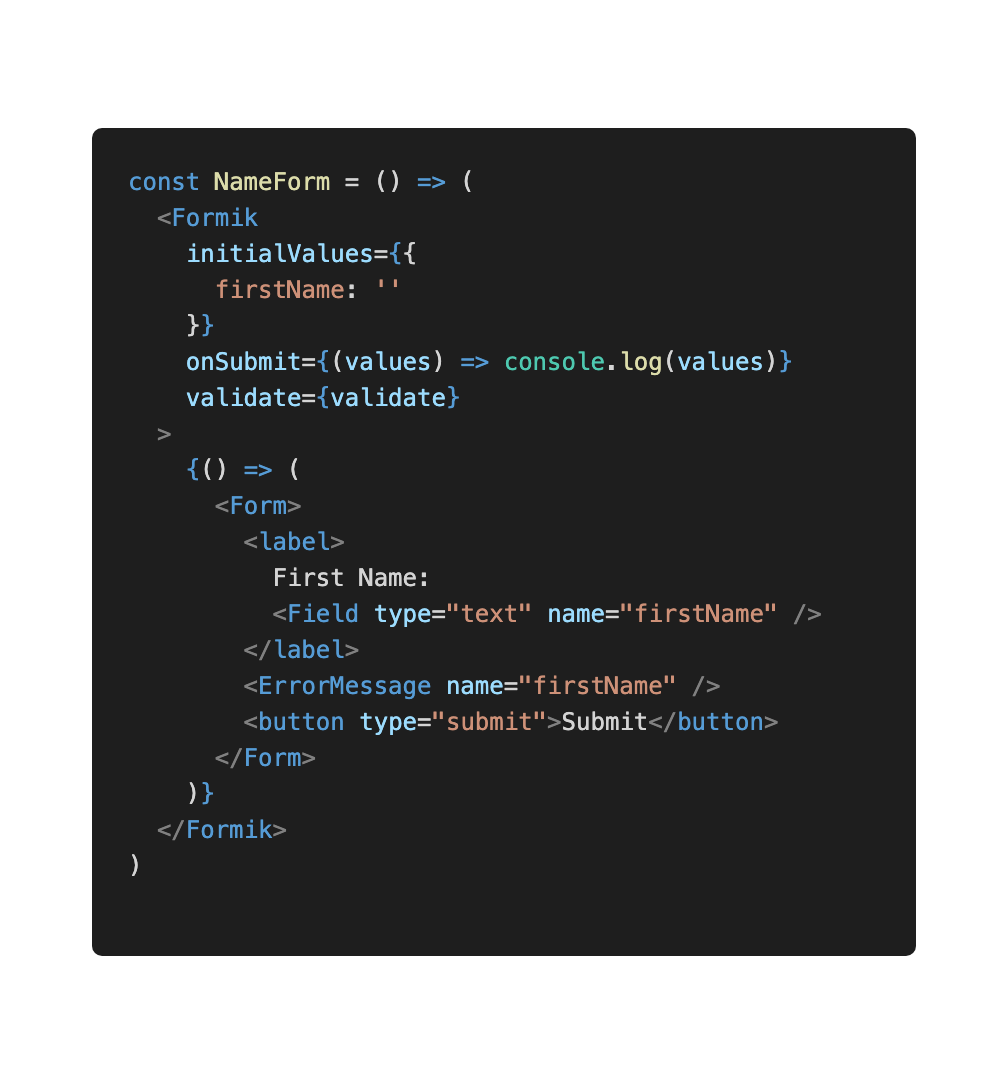 const NameForm = () => (
  <Formik
    initialValues={{
      firstName: ''
    }}
    onSubmit={(values) => console.log(values)}
    validate={validate}
  >
    {() => (
      <Form>
        <label>
          First Name:
          <Field type="text" name="firstName" />
        </label>
        <ErrorMessage name="firstName" />
        <button type="submit">Submit</button>
      </Form>
    )}
  </Formik>
)